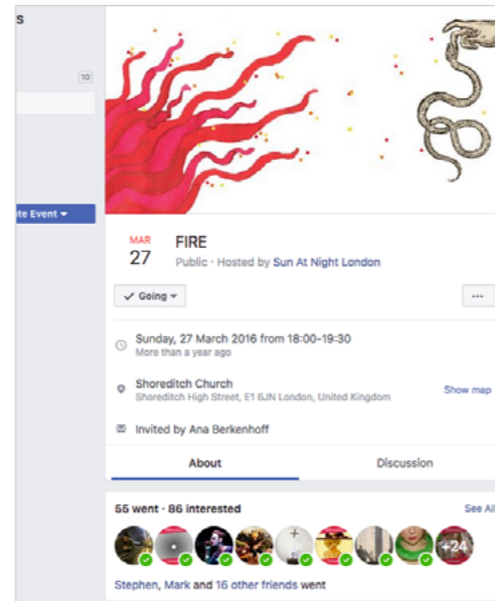 s
10
ate Event
MAR
27
FIRE
Public · Hosted by Sun At Night London
Going
Sunday, 27 March 2016 from 18:00-19:30
More than a year ago
Shoreditch Church
Shoreditch High Street, E1 6JN London, United Kingdom
Show map
Invited by Ana Berkenhoff
About
Discussion
55 went · 86 interested
See All
+24
Stephen, Mark and 16 other friends went